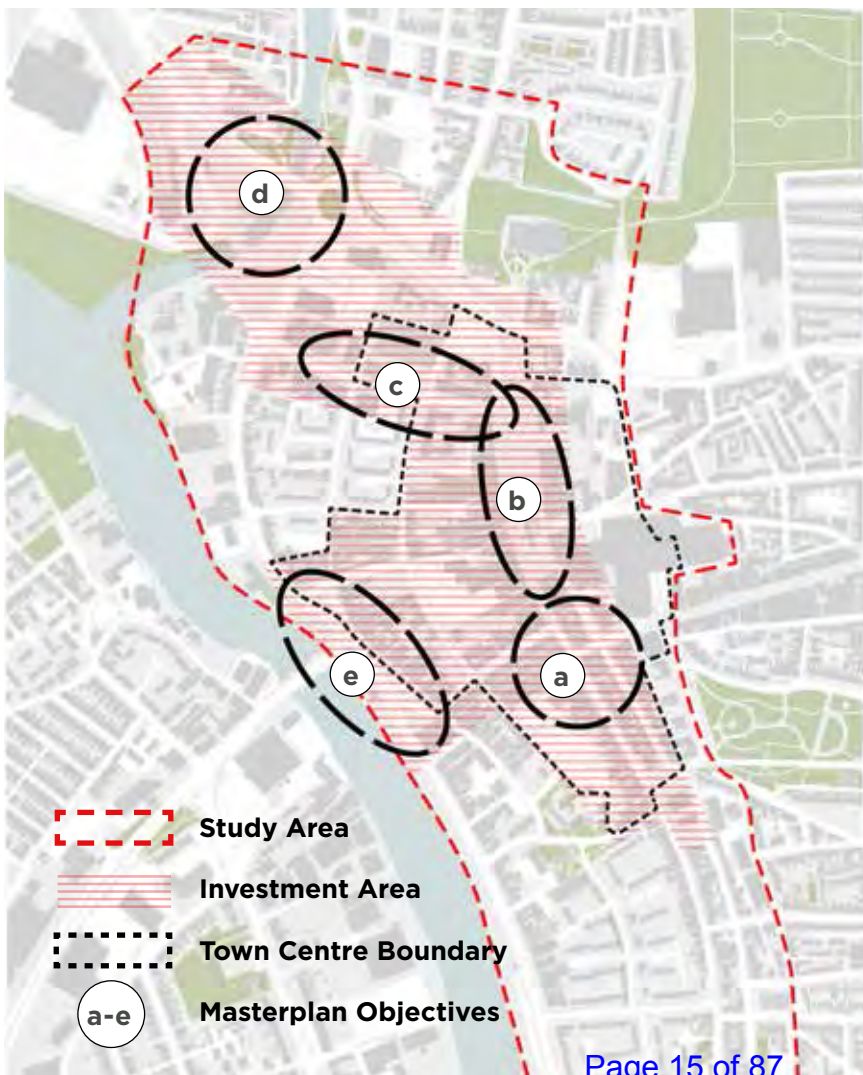 d
c
b
a
e
Study Area
Investment Area
Town Centre Boundary
a-e
Masterplan Objectives
Page 15 of 87